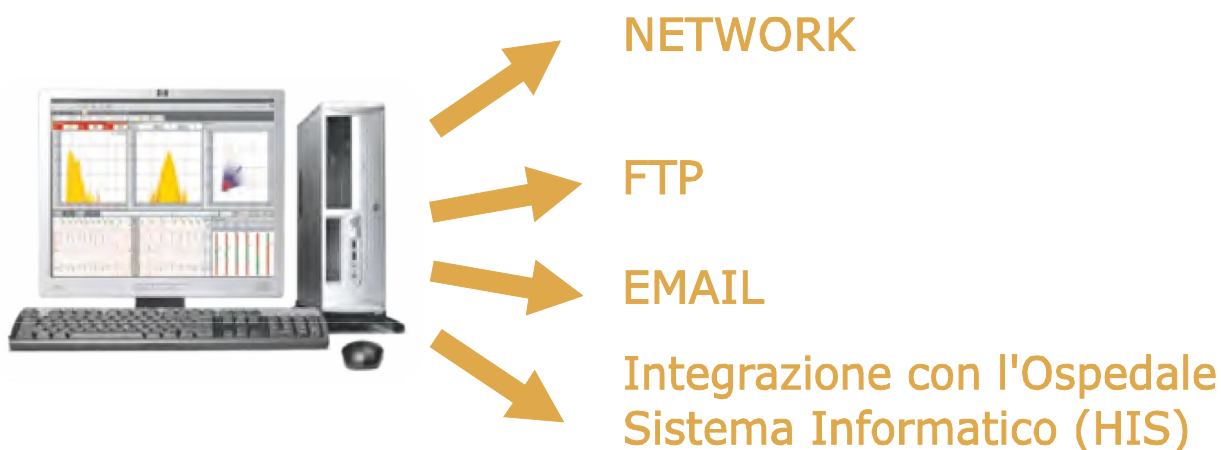 NETWORK
FTP
EMAIL
Integrazione con l'Ospedale
Sistema Informatico (HIS)